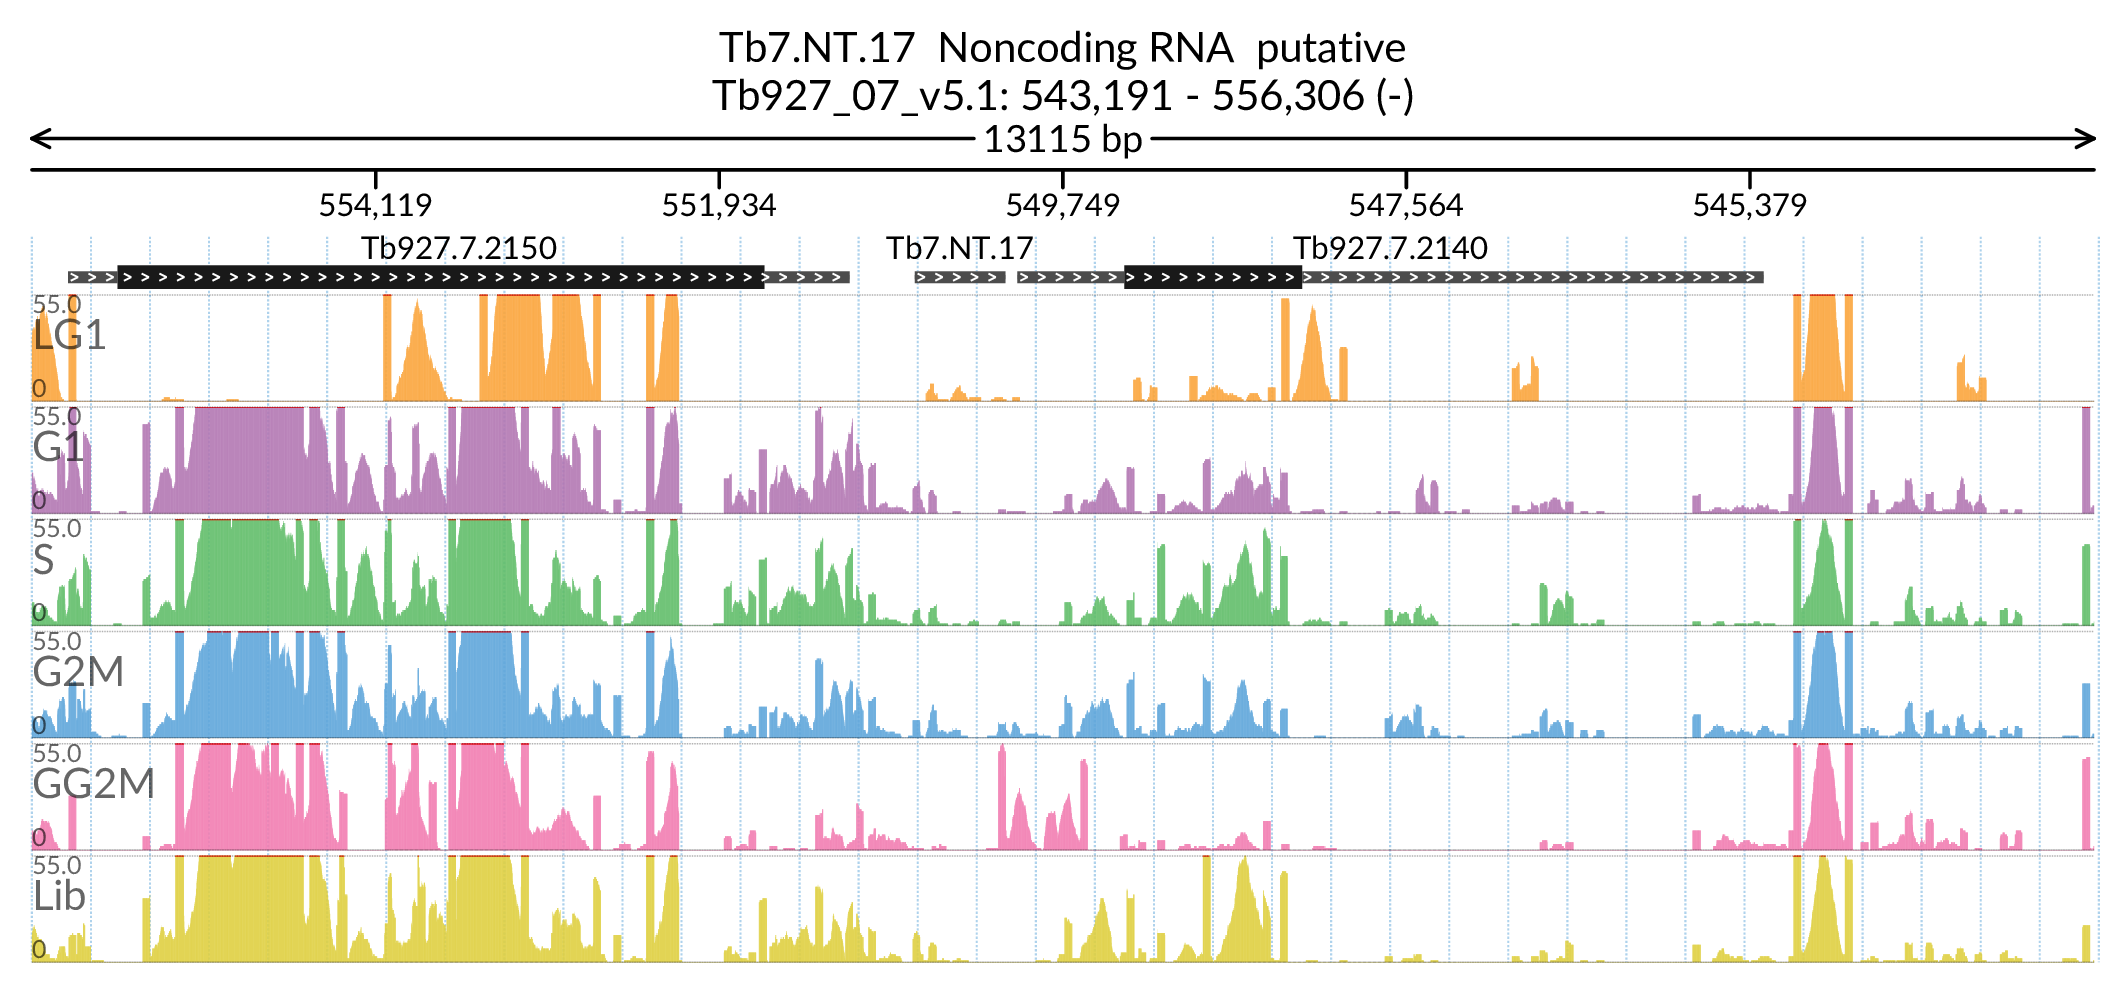 Tb7.NT.17 Noncoding RNA putative
Tb927_07_v5.1: 543,191 - 556,306 (-)
13115 bp
554,119 551,934 549,749 547,564 545,379
Tb927.7.2150 Tb7.NT.17 Tb927.7.2140
55.0
LG1
0
55.0
G1
0
55.0
S
0
55.0
G2M
0
55.0
GG2M
0
55.0
Lib
0